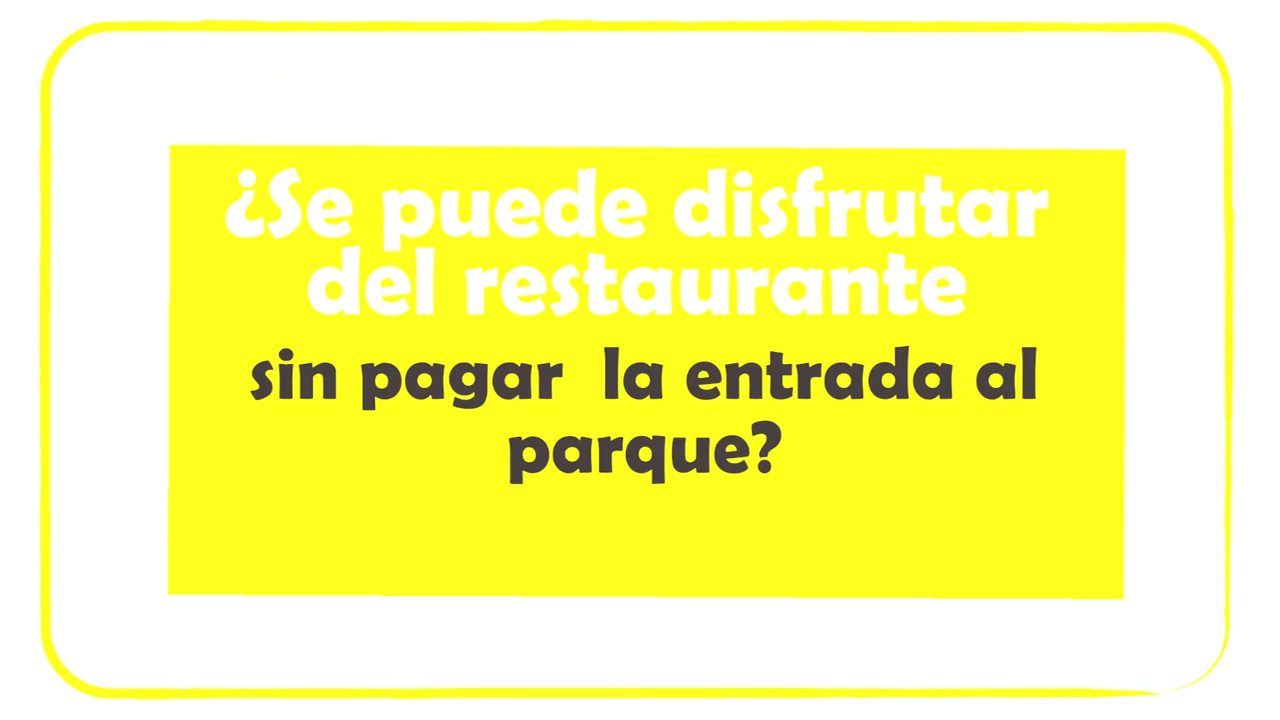 ¿Se puede disfrutar
del restaurante
sin pagar  la entrada al
parque?